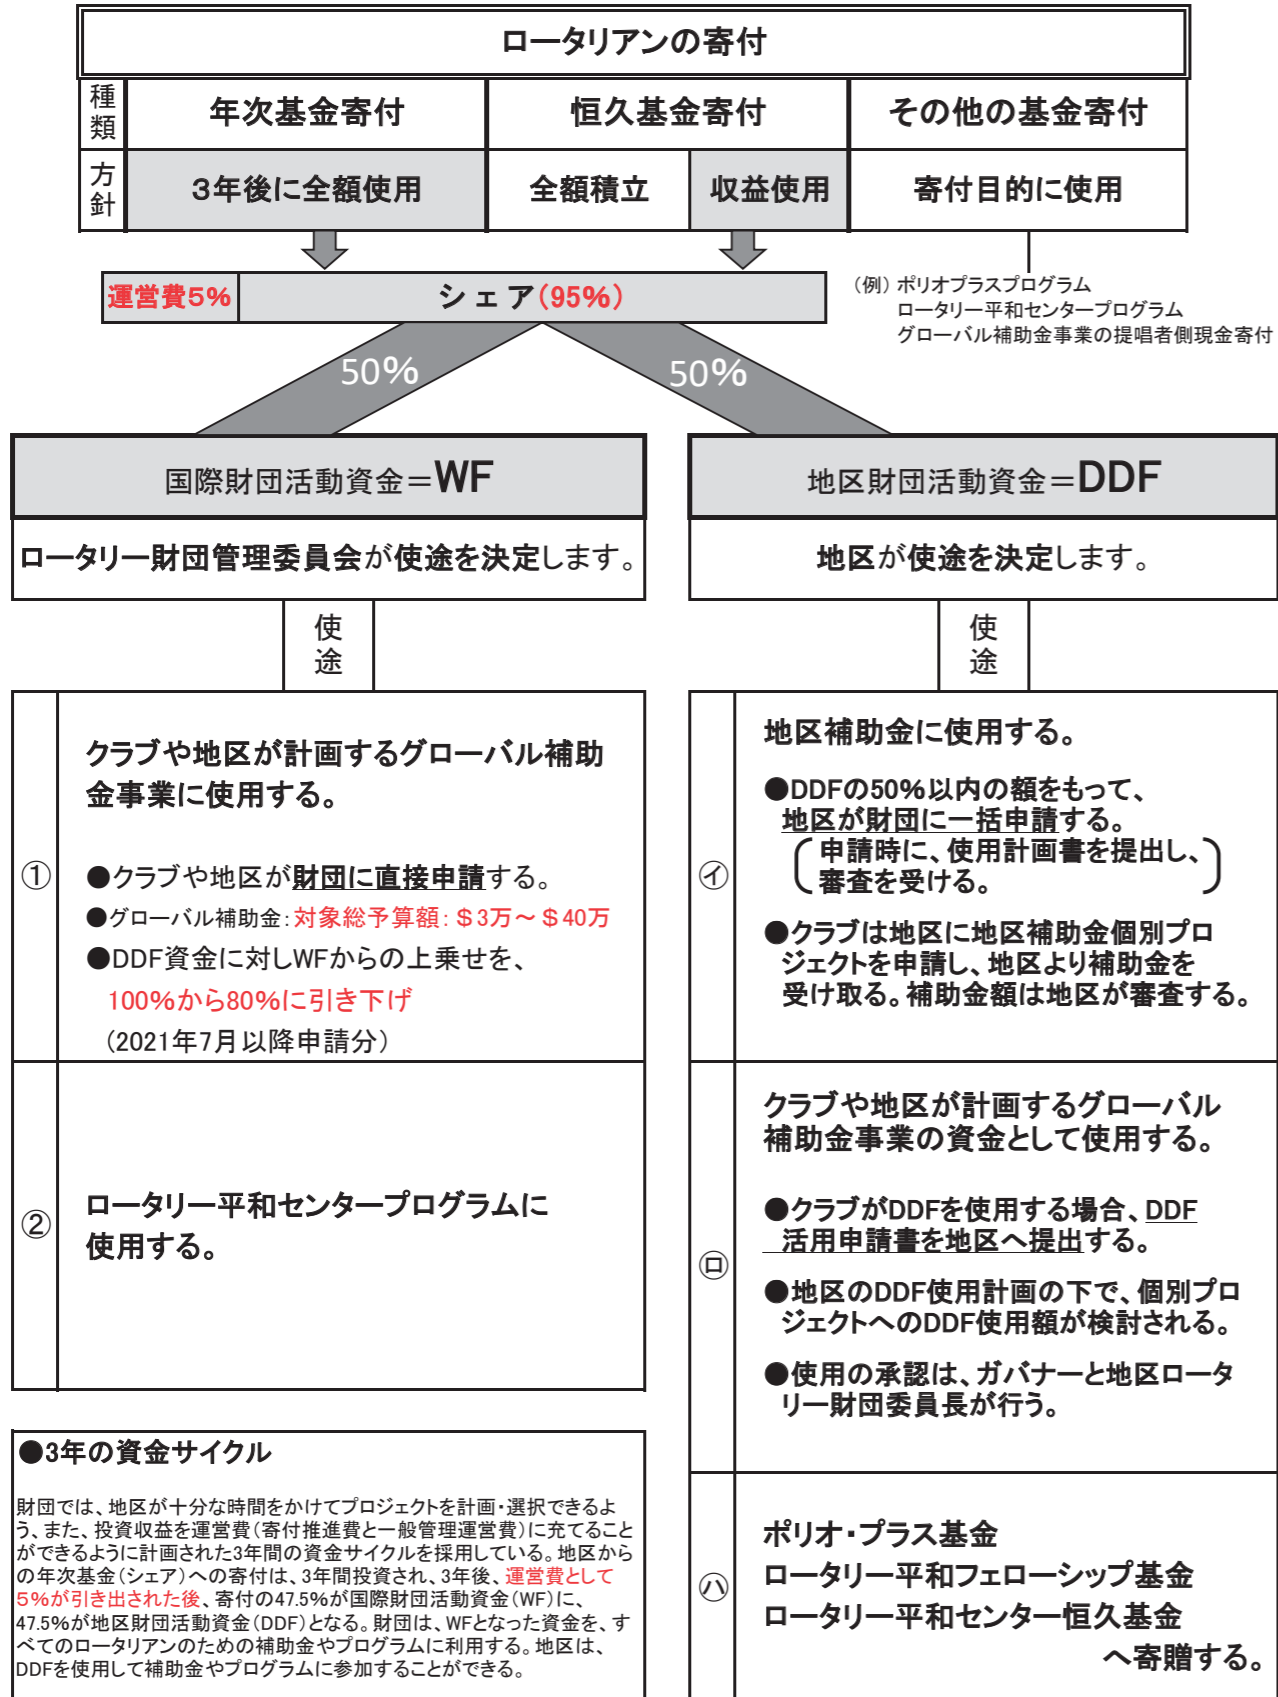 ロータリアンの寄付
種類
年次基金寄付
恒久基金寄付
その他の基金寄付
方針
3年後に全額使用
全額積立
収益使用
寄付目的に使用
運営費5%
シェア(95%)
(例) ポリオプラスプログラム
ロータリー平和センタープログラム
グローバル補助金事業の提唱者側現金寄付
50%
50%
国際財団活動資金=WF
ロータリー財団管理委員会が使途を決定します。
使途
①
クラブや地区が計画するグローバル補助
金事業に使用する。
●クラブや地区が財団に直接申請する。
●グローバル補助金:対象総予算額:$3万～$40万
●DDF資金に対しWFからの上乗せを、
100%から80%に引き下げ
(2021年7月以降申請分)
②
ロータリー平和センタープログラムに
使用する。
●3年の資金サイクル
財団では、地区が十分な時間をかけてプロジェクトを計画・選択できるよ
う、また、投資収益を運営費(寄付推進費と一般管理運営費)に充てること
ができるように計画された3年間の資金サイクルを採用している。地区から
の年次基金(シェア)への寄付は、3年間投資され、3年後、運営費として
5%が引き出された後、寄付の47.5%が国際財団活動資金(WF)に、
47.5%が地区財団活動資金(DDF)となる。財団は、WFとなった資金を、す
べてのロータリアンのための補助金やプログラムに利用する。地区は、
DDFを使用して補助金やプログラムに参加することができる。
地区財団活動資金=DDF
地区が使途を決定します。
使途
㋑
地区補助金に使用する。
●DDFの50%以内の額をもって、
地区が財団に一括申請する。
(申請時に、使用計画書を提出し、
審査を受ける。)
●クラブは地区に地区補助金個別プロ
ジェクトを申請し、地区より補助金を
受け取る。補助金額は地区が審査する。
㋺
クラブや地区が計画するグローバル
補助金事業の資金として使用する。
●クラブがDDFを使用する場合、DDF
活用申請書を地区へ提出する。
●地区のDDF使用計画の下で、個別プロ
ジェクトへのDDF使用額が検討される。
●使用の承認は、ガバナーと地区ロータ
リー財団委員長が行う。
㋩
ポリオ・プラス基金
ロータリー平和フェローシップ基金
ロータリー平和センター恒久基金
へ寄贈する。